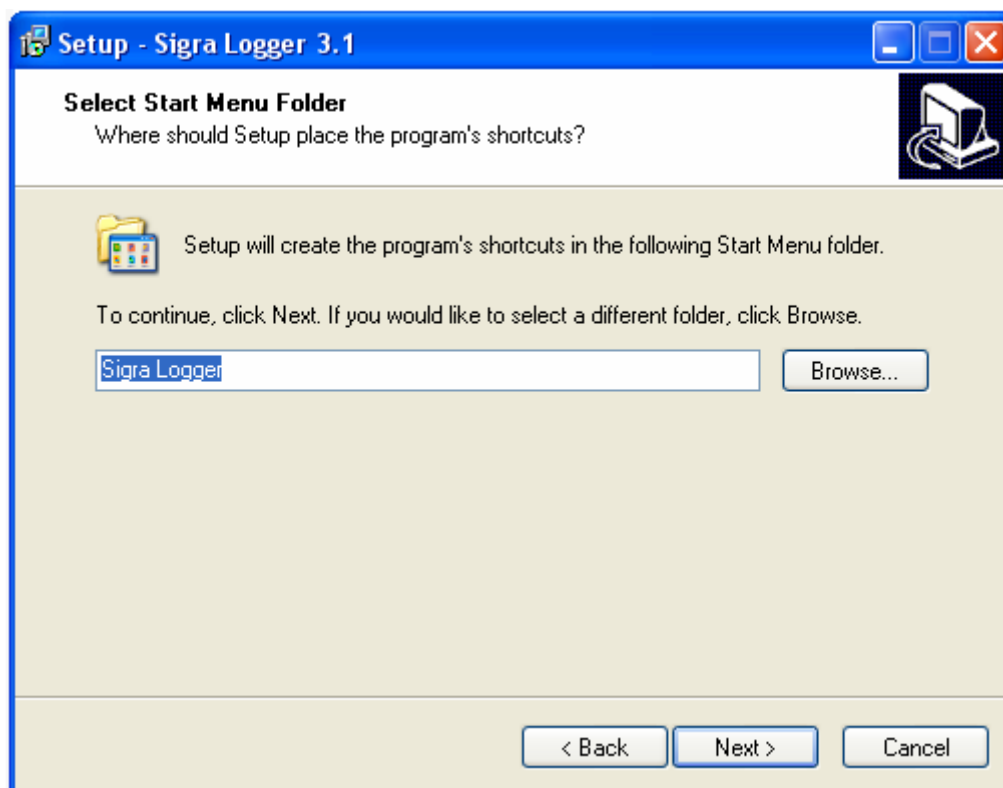 Setup - Sigra Logger 3.1
Select Start Menu Folder
Where should Setup place the program's shortcuts?
Setup will create the program's shortcuts in the following Start Menu folder.
To continue, click Next. If you would like to select a different folder, click Browse.
Sigra Logger
Browse...
< Back
Next >
Cancel